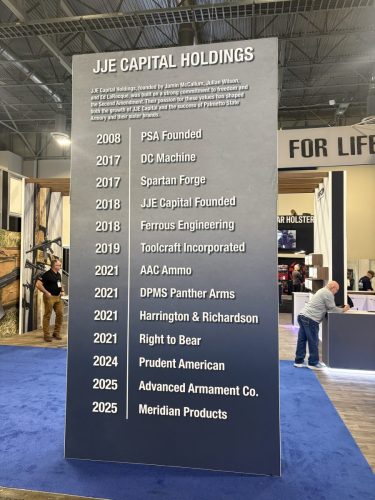 JJE CAPITAL HOLDINGS
JJE Capital Holdings, founded by Jamin McCallum, Julian Wilson,
and Ed LaRocque, was built on a strong commitment to freedom and
the Second Amendment. Their passion for these values has shaped
both the growth of JJE Capital and the success of Palmetto State
Armory and their sister brands.
2008 PSA Founded
2017 DC Machine
2017 Spartan Forge
2018 JJE Capital Founded
2018 Ferrous Engineering
2019 Toolcraft Incorporated
2021 AAC Ammo
2021 DPMS Panther Arms
2021 Harrington & Richardson
2021 Right to Bear
2024 Prudent American
2025 Advanced Armament Co.
2025 Meridian Products
FOR LIFE
AR HOLSTER